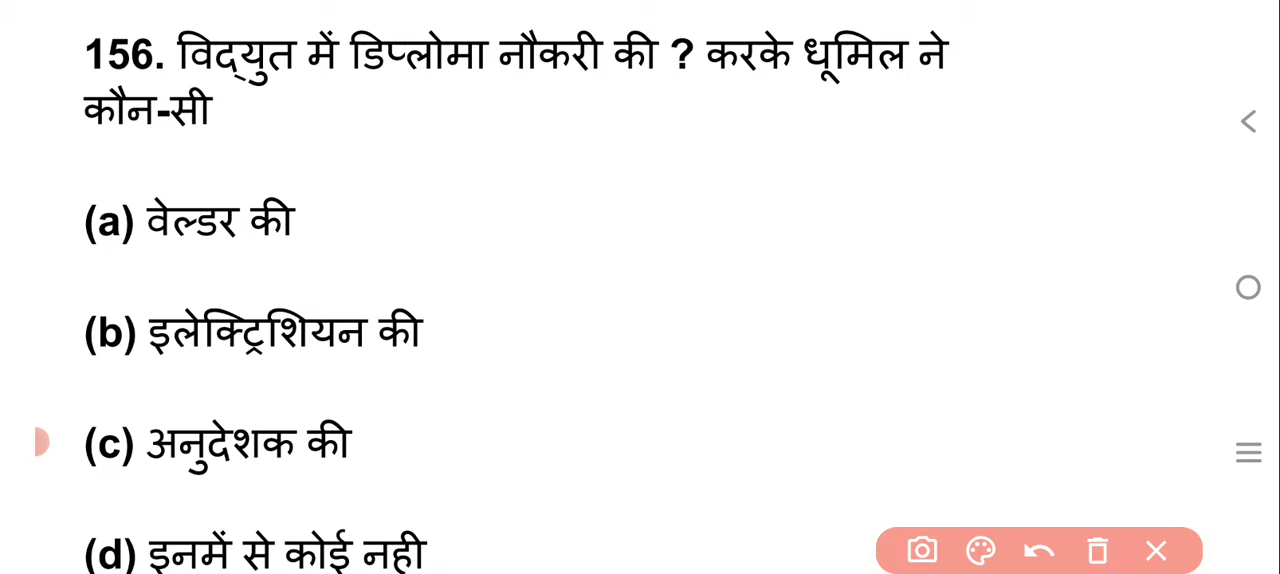 156. विद्युत में डिप्लोमा नौकरी की ? करके धूमिल ने
कौन-सी
(a) वेल्डर की
(b) इलेक्ट्रिशियन की
(c) अनुदेशक की
(d) इनमें से कोई नही